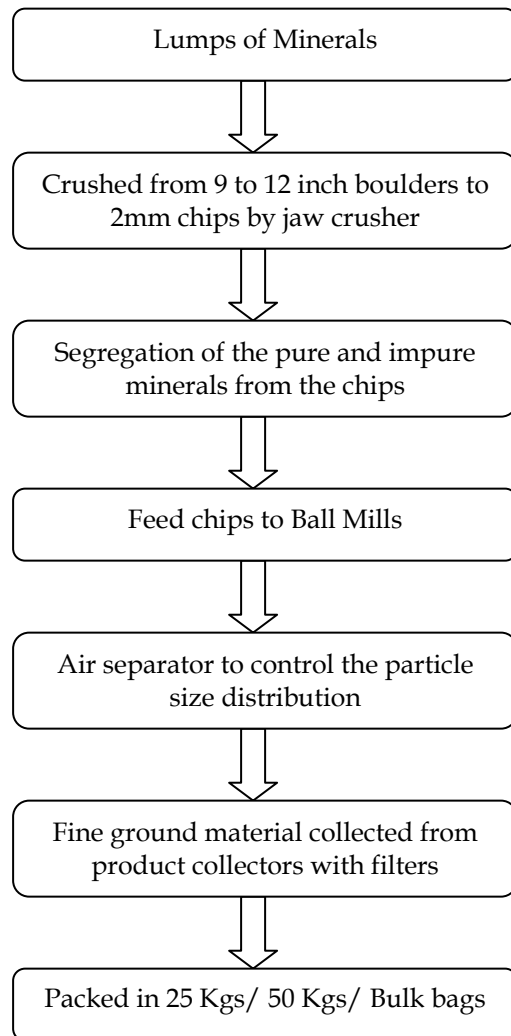 Lumps of Minerals
Crushed from 9 to 12 inch boulders to
2mm chips by jaw crusher
Segregation of the pure and impure
minerals from the chips
Feed chips to Ball Mills
Air separator to control the particle
size distribution
Fine ground material collected from
product collectors with filters
Packed in 25 Kgs/ 50 Kgs/ Bulk bags